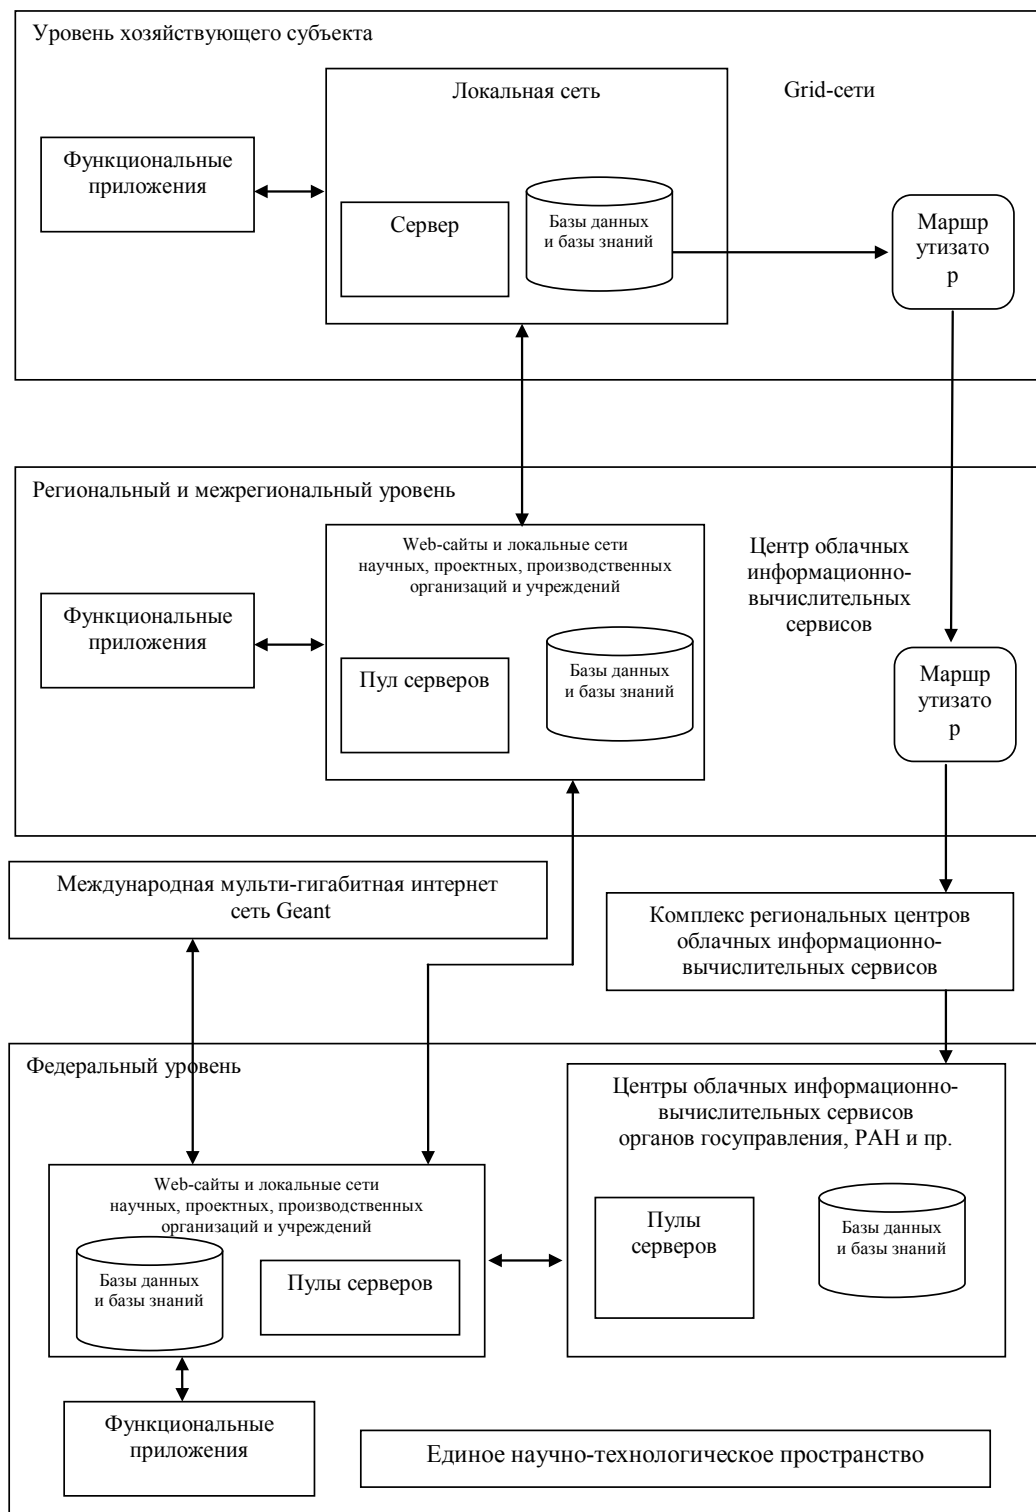 Уровень хозяйствующего субъекта
Локальная сеть
Grid-сети
Функциональные
приложения
Сервер
Базы данных
и базы знаний
Маршр
утизато
р
Региональный и межрегиональный уровень
Web-сайты и локальные сети
научных, проектных, производственных
организаций и учреждений
Центр облачных
информационно-
вычислительных
сервисов
Функциональные
приложения
Пул серверов
Базы данных
и базы знаний
Маршр
утизато
р
Международная мульти-гигабитная интернет
сеть Geant
Комплекс региональных центров
облачных информационно-
вычислительных сервисов
Федеральный уровень
Центры облачных информационно-
вычислительных сервисов
органов госуправления, РАН и пр.
Web-сайты и локальные сети
научных, проектных, производственных
организаций и учреждений
Базы данных
и базы знаний
Пулы серверов
Пулы
серверов
Базы данных
и базы знаний
Функциональные
приложения
Единое научно-технологическое пространство